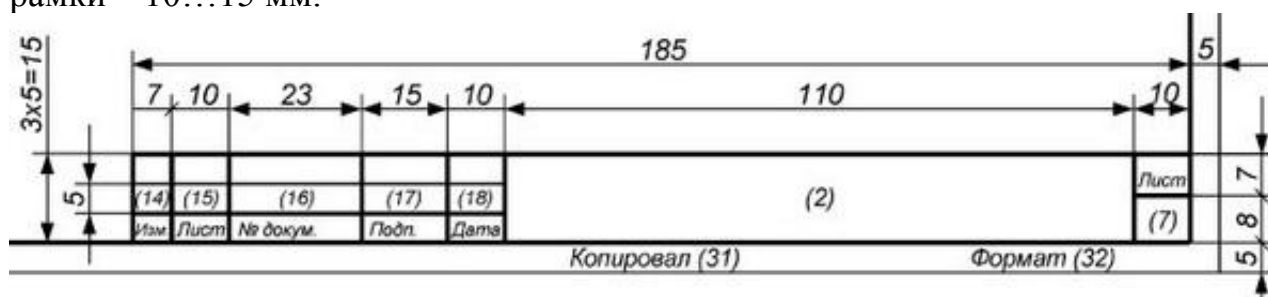 рамки – 10…15 мм.
185 5
3x5=15
7 10 23 15 10 110 10
5
(14) (15) (16) (17) (18) (2) Лист 7
Изм Лист № докум. Подп. Дата (7) 8
Копировал (31) Формат (32) 5